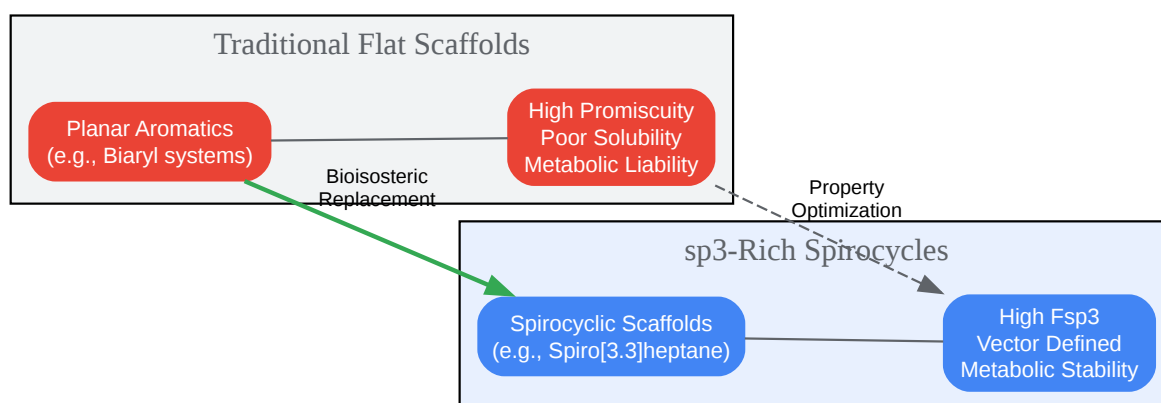 Traditional Flat Scaffolds
Planar Aromatics
(e.g., Biaryl systems)
High Promiscuity
Poor Solubility
Metabolic Liability
Bioisosteric
Replacement
Property
Optimization
sp3-Rich Spirocycles
Spirocyclic Scaffolds
(e.g., Spiro[3.3]heptane)
High Fsp3
Vector Defined
Metabolic Stability